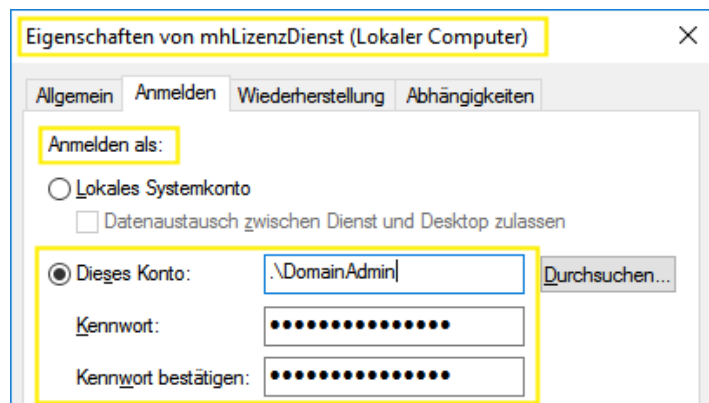 Eigenschaften von mhLizenzDienst (Lokaler Computer)
Allgemein Anmelden Wiederherstellung Abhängigkeiten
Anmelden als:
Lokales Systemkonto
Datenaustausch zwischen Dienst und Desktop zulassen
Dieses Konto: .\DomainAdmin Durchsuchen...
Kennwort: ●●●●●●●●●●●●●●●
Kennwort bestätigen: ●●●●●●●●●●●●●●●